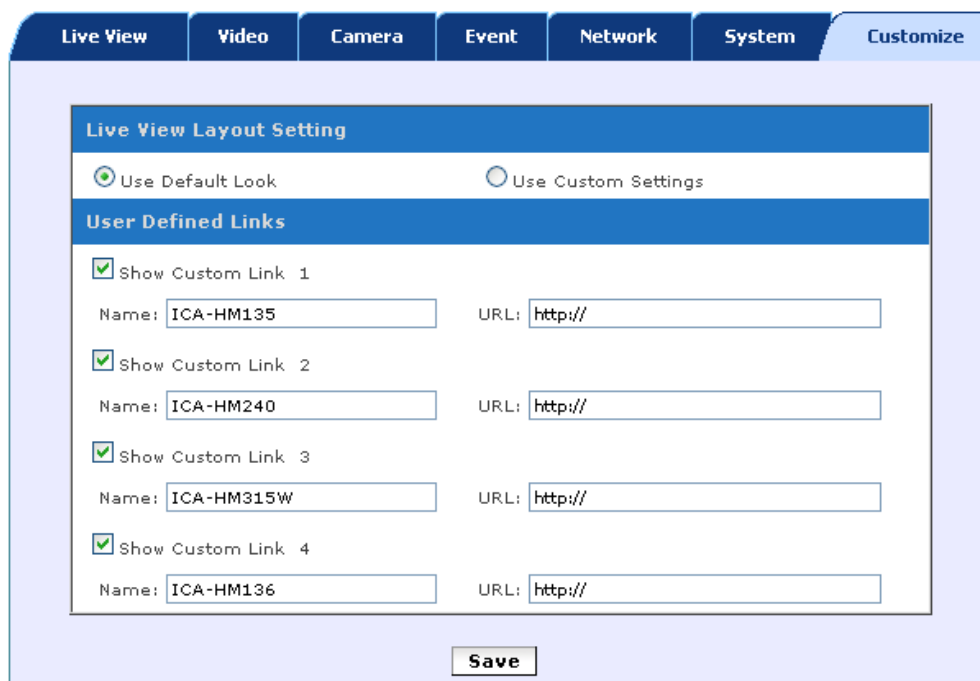 Live View Video Camera Event Network System Customize
Live View Layout Setting
Use Default Look Use Custom Settings
User Defined Links
Show Custom Link 1
Name: ICA-HM135 URL: http://
Show Custom Link 2
Name: ICA-HM240 URL: http://
Show Custom Link 3
Name: ICA-HM315W URL: http://
Show Custom Link 4
Name: ICA-HM136 URL: http://
Save